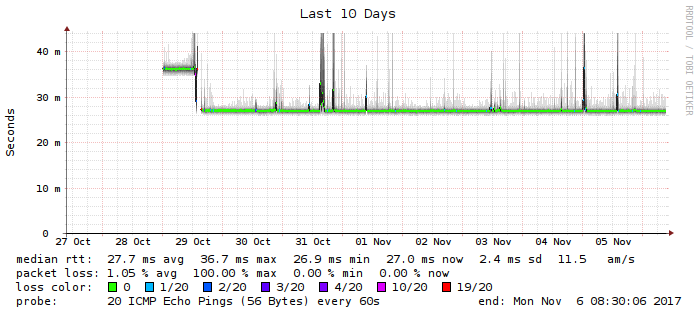 Last 10 Days
RRDTOOL / TOBI OETIKER
Seconds
40 m
30 m
20 m
10 m
0
27 Oct 28 Oct 29 Oct 30 Oct 31 Oct 01 Nov 02 Nov 03 Nov 04 Nov 05 Nov
median rtt: 27.7 ms avg 36.7 ms max 26.9 ms min 27.0 ms now 2.4 ms sd 11.5 am/s
packet loss: 1.05 % avg 100.00 % max 0.00 % min 0.00 % now
loss color: 0 1/20 2/20 3/20 4/20 10/20 19/20
probe: 20 ICMP Echo Pings (56 Bytes) every 60s end: Mon Nov 6 08:30:06 2017